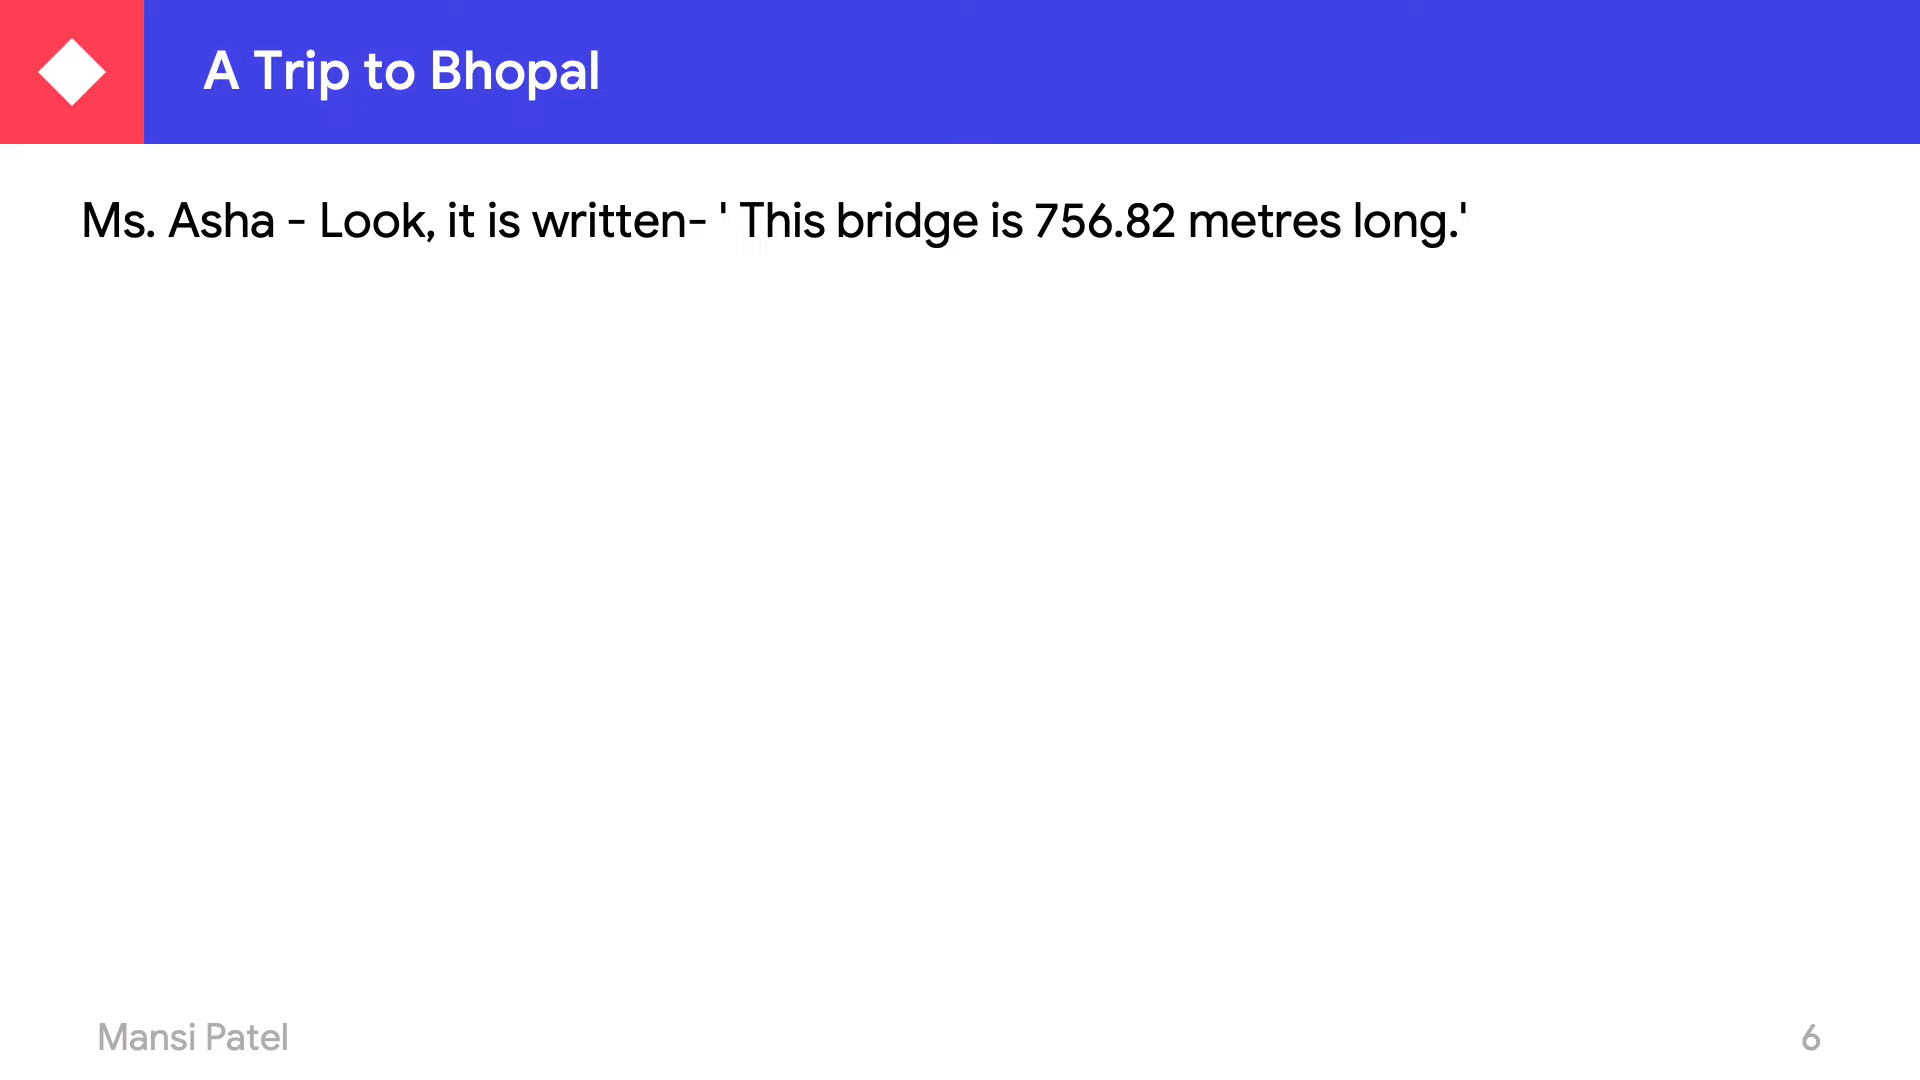 A Trip to Bhopal
Ms. Asha - Look, it is written- ' This bridge is 756.82 metres long.'
Mansi Patel
6